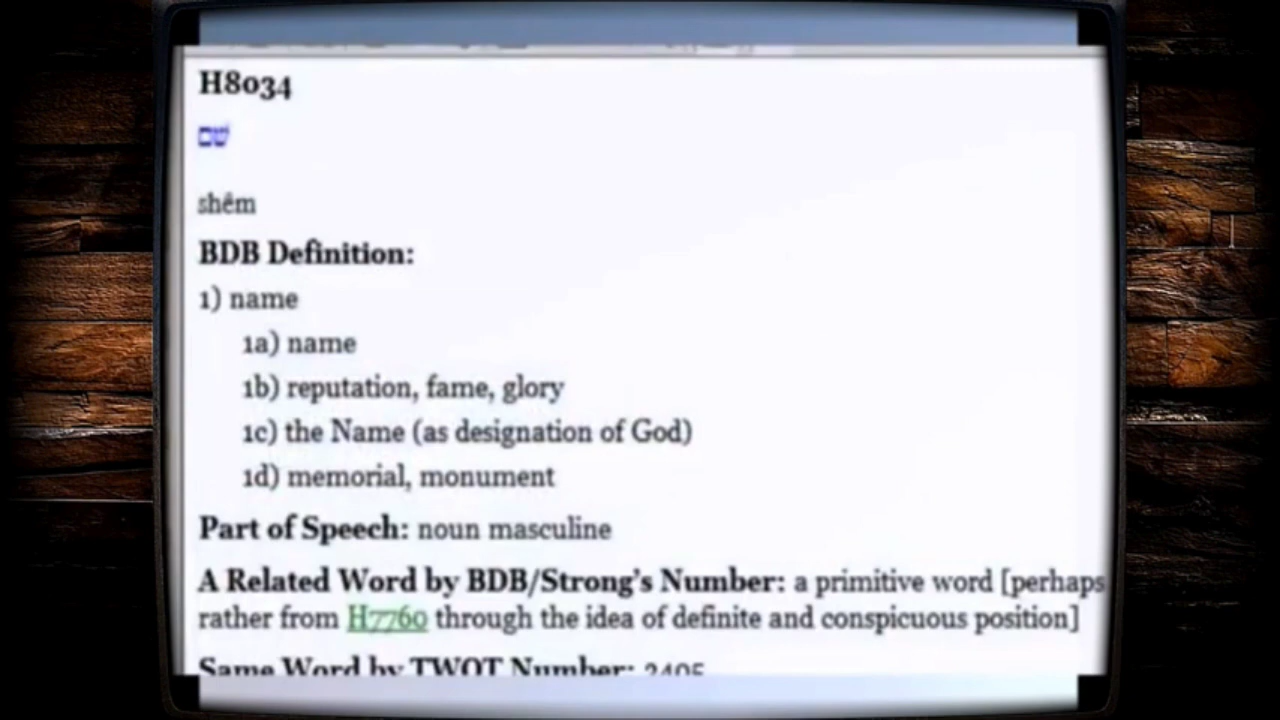 H8034
שׁם
shêm
BDB Definition:
1) name
1a) name
1b) reputation, fame, glory
1c) the Name (as designation of God)
1d) memorial, monument
Part of Speech: noun masculine
A Related Word by BDB/Strong's Number: a primitive word [perhaps
rather from H7760 through the idea of definite and conspicuous position]
Same Word by TWOT Number: 2405